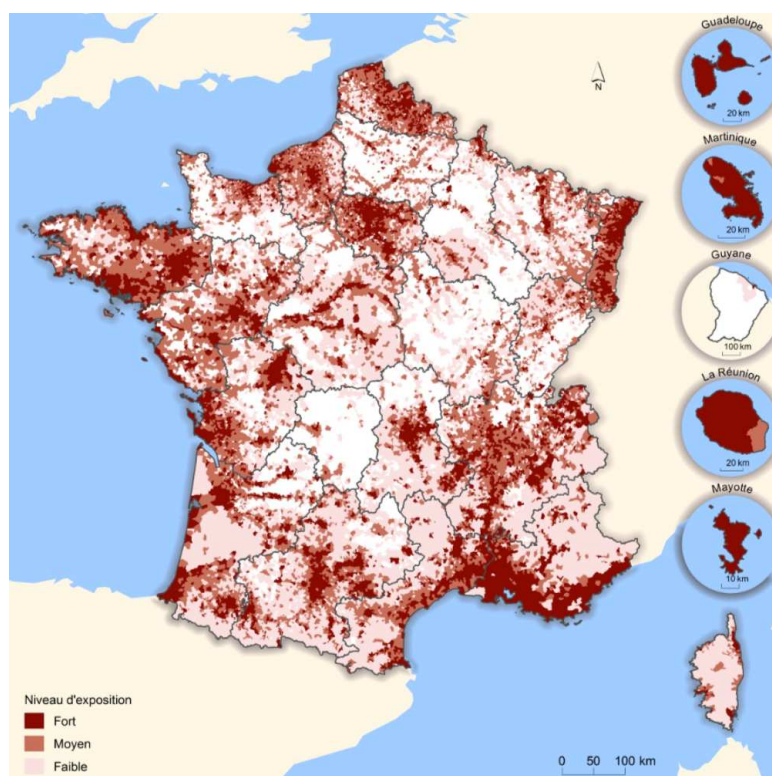 Guadeloupe
20 km
N
Martinique
20 km
Guyane
100 km
La Réunion
20 km
Mayotte
10 km
Niveau d'exposition
Fort
Moyen
Faible
0 50 100 km